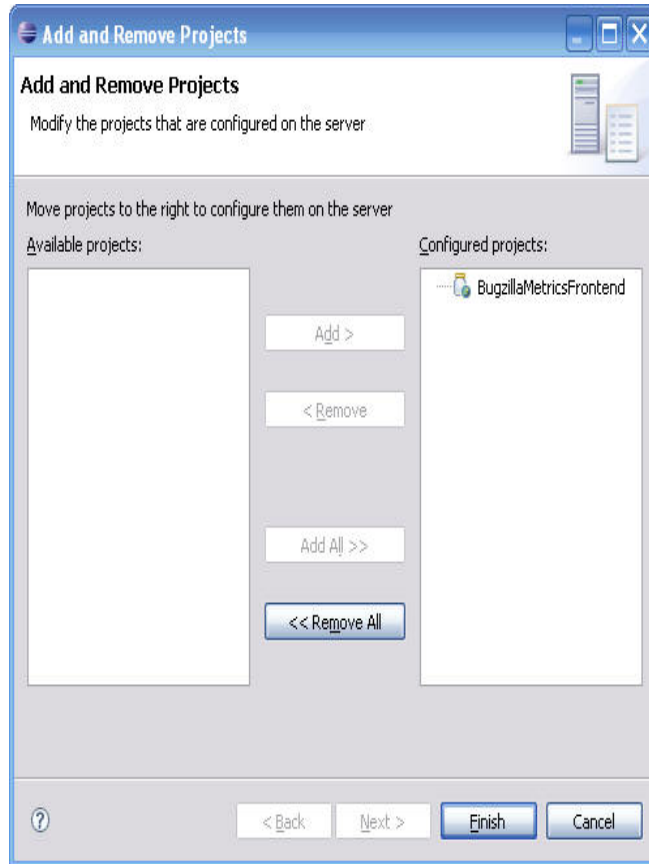 Add and Remove Projects
Add and Remove Projects
Modify the projects that are configured on the server
Move projects to the right to configure them on the server
Available projects:
Configured projects:
BugzillaMetricsFrontend
Add >
< Remove
Add All >>
<< Remove All
?
< Back
Next >
Finish
Cancel